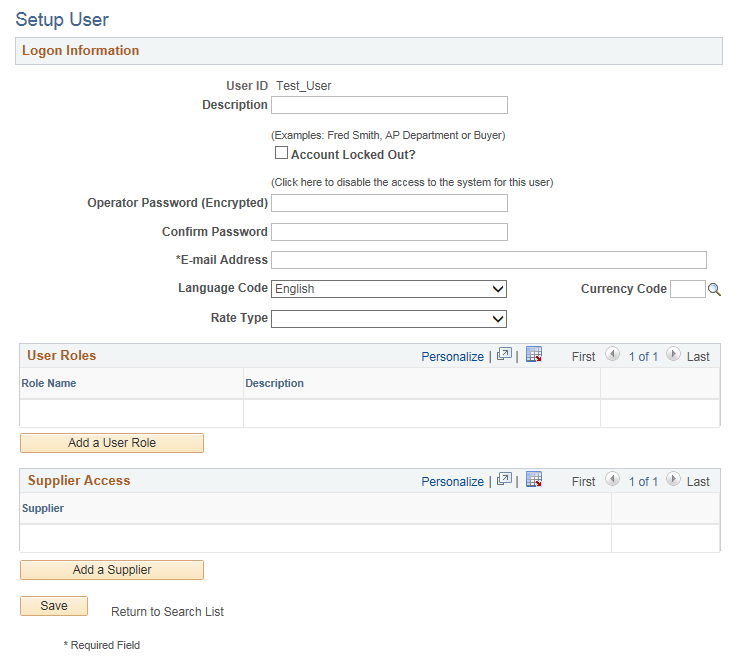 Setup User
Logon Information
User ID Test_User
Description
(Examples: Fred Smith, AP Department or Buyer)
Account Locked Out?
(Click here to disable the access to the system for this user)
Operator Password (Encrypted)
Confirm Password
*E-mail Address
Language Code English Currency Code
Rate Type
User Roles Personalize | | First 1 of 1 Last
Role Name Description
Add a User Role
Supplier Access Personalize | | First 1 of 1 Last
Supplier
Add a Supplier
Save Return to Search List
* Required Field